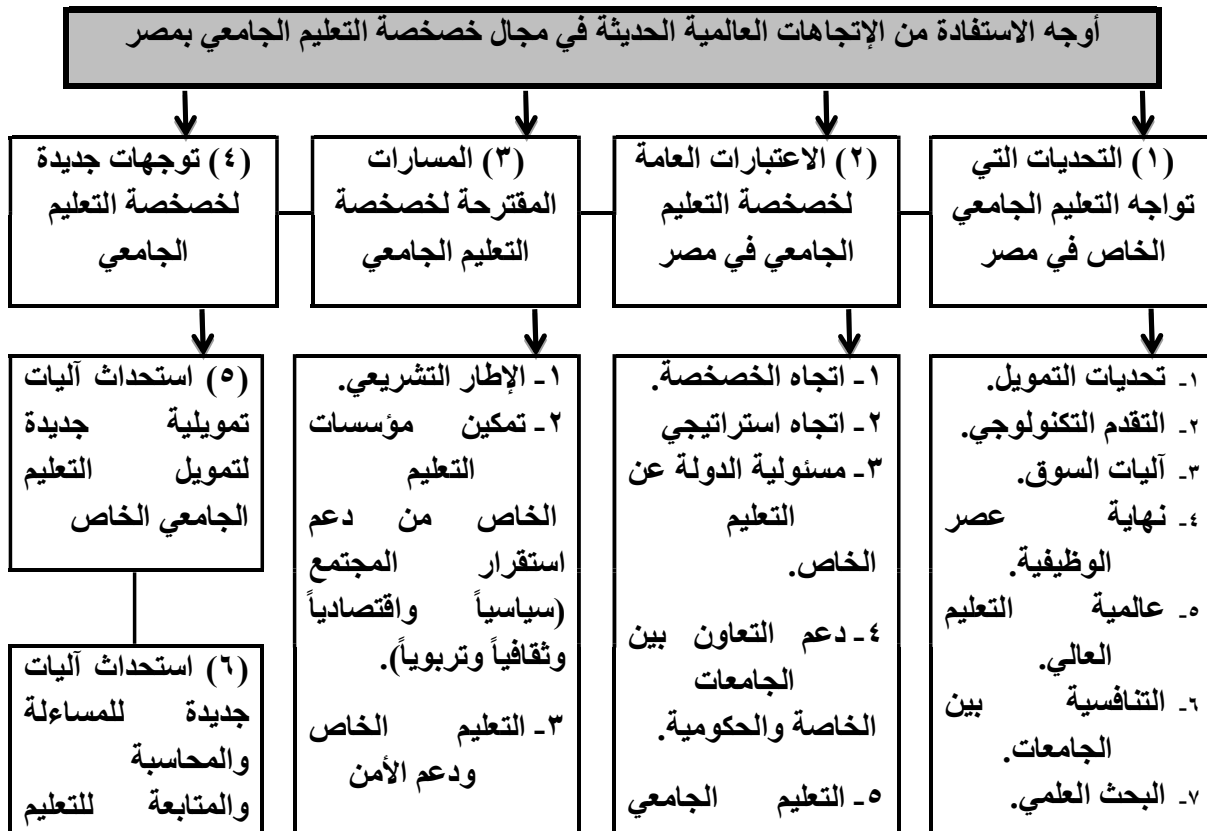 أوجه الاستفادة من الإتجاهات العالمية الحديثة في مجال خصخصة التعليم الجامعي بمصر
(١) التحديات التي
تواجه التعليم الجامعي
الخاص في مصر
(٢) الاعتبارات العامة
لخصخصة التعليم
الجامعي في مصر
(٣) المسارات
المقترحة لخصخصة
التعليم الجامعي
(٤) توجهات جديدة
لخصخصة التعليم
الجامعي
١- تحديات التمويل.
٢- التقدم التكنولوجي.
٣- آليات السوق.
٤- نهاية عصر
الوظيفية.
٥- عالمية التعليم
العالي.
٦- التنافسية بين
الجامعات.
٧- البحث العلمي.
١- اتجاه الخصخصة.
٢- اتجاه استراتيجي
٣- مسئولية الدولة عن
التعليم
الخاص.
٤- دعم التعاون بين
الجامعات
الخاصة والحكومية.
٥- التعليم الجامعي
١- الإطار التشريعي.
٢- تمكين مؤسسات
التعليم
الخاص من دعم
استقرار المجتمع
(سياسياً واقتصادياً
وثقافياً وتربوياً).
٣- التعليم الخاص
ودعم الأمن
(٥) استحداث آليات
تمويلية جديدة
لتمويل التعليم
الجامعي الخاص
(٦) استحداث آليات
جديدة للمساءلة
والمحاسبة
والمتابعة للتعليم